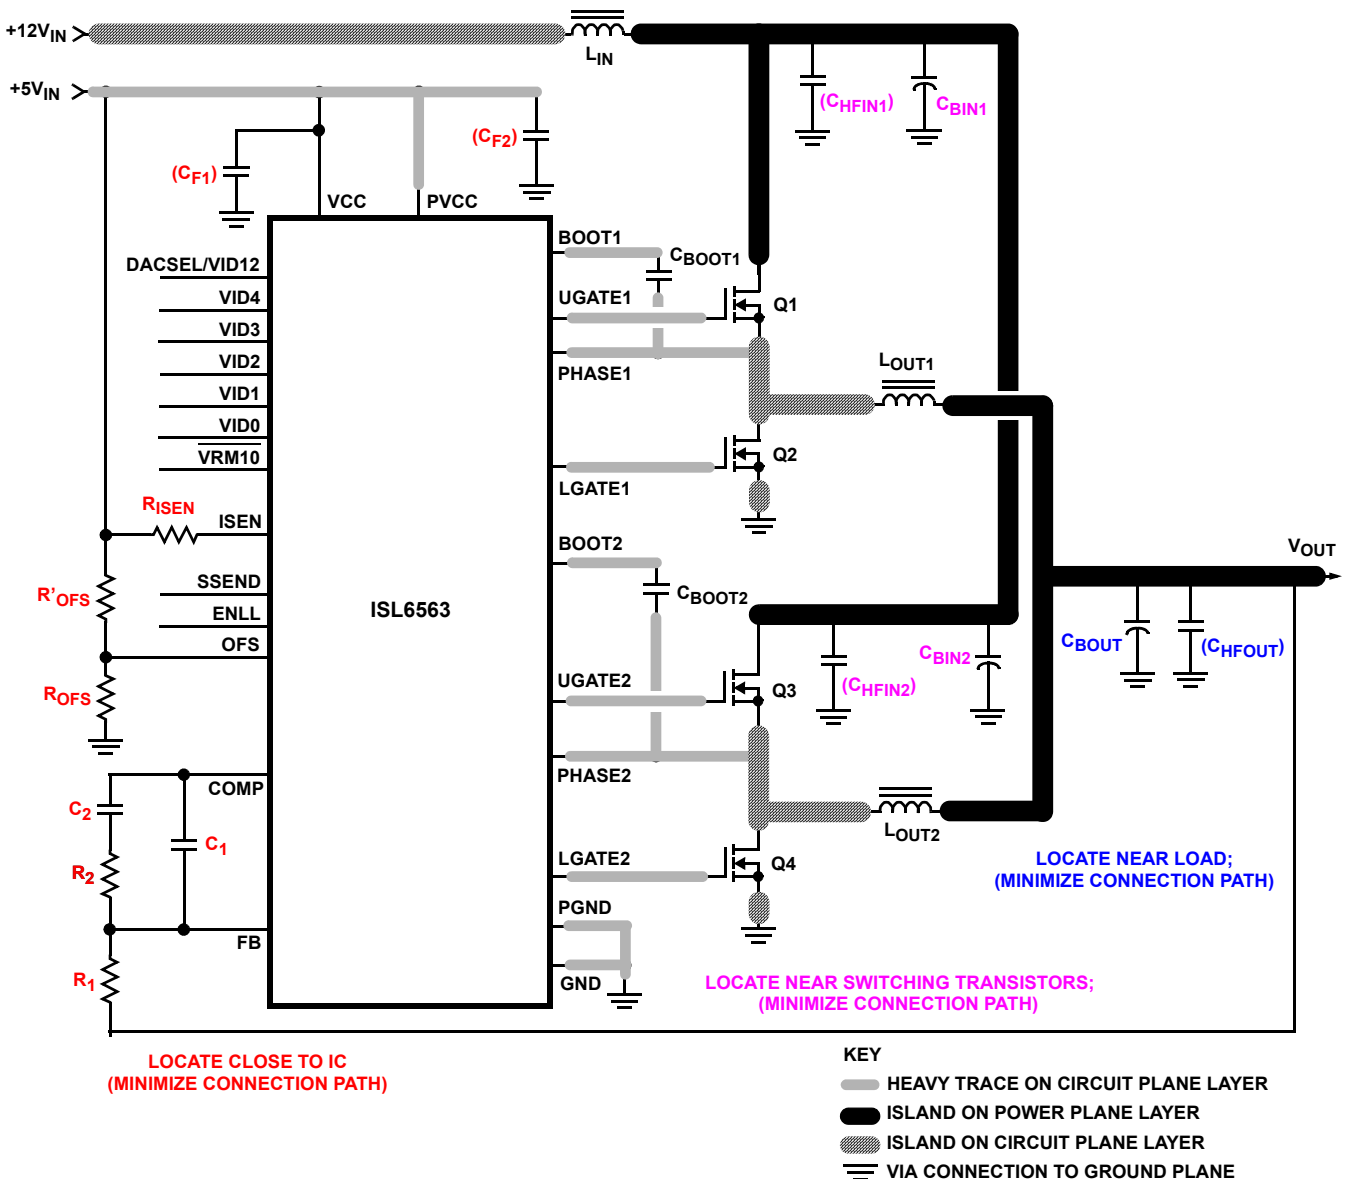 +12VIN
LIN
+5VIN
(CHFIN1)
CBIN1
(CF2)
(CF1)
VCC
PVCC
BOOT1
CBOOT1
DACSEL/VID12
VID4
UGATE1
Q1
VID3
VID2
PHASE1
LOUT1
VID1
VID0
VRM10
Q2
LGATE1
RISEN
ISEN
BOOT2
VOUT
SSEND
R'OFS
CBOOT2
ISL6563
ENLL
OFS
CBOUT
(CHFOUT)
CBIN2
ROFS
UGATE2
Q3
(CHFIN2)
PHASE2
COMP
C2
C1
LOUT2
R2
LGATE2
Q4
LOCATE NEAR LOAD;
(MINIMIZE CONNECTION PATH)
PGND
FB
R1
GND
LOCATE NEAR SWITCHING TRANSISTORS;
(MINIMIZE CONNECTION PATH)
LOCATE CLOSE TO IC
(MINIMIZE CONNECTION PATH)
KEY
HEAVY TRACE ON CIRCUIT PLANE LAYER
ISLAND ON POWER PLANE LAYER
ISLAND ON CIRCUIT PLANE LAYER
VIA CONNECTION TO GROUND PLANE